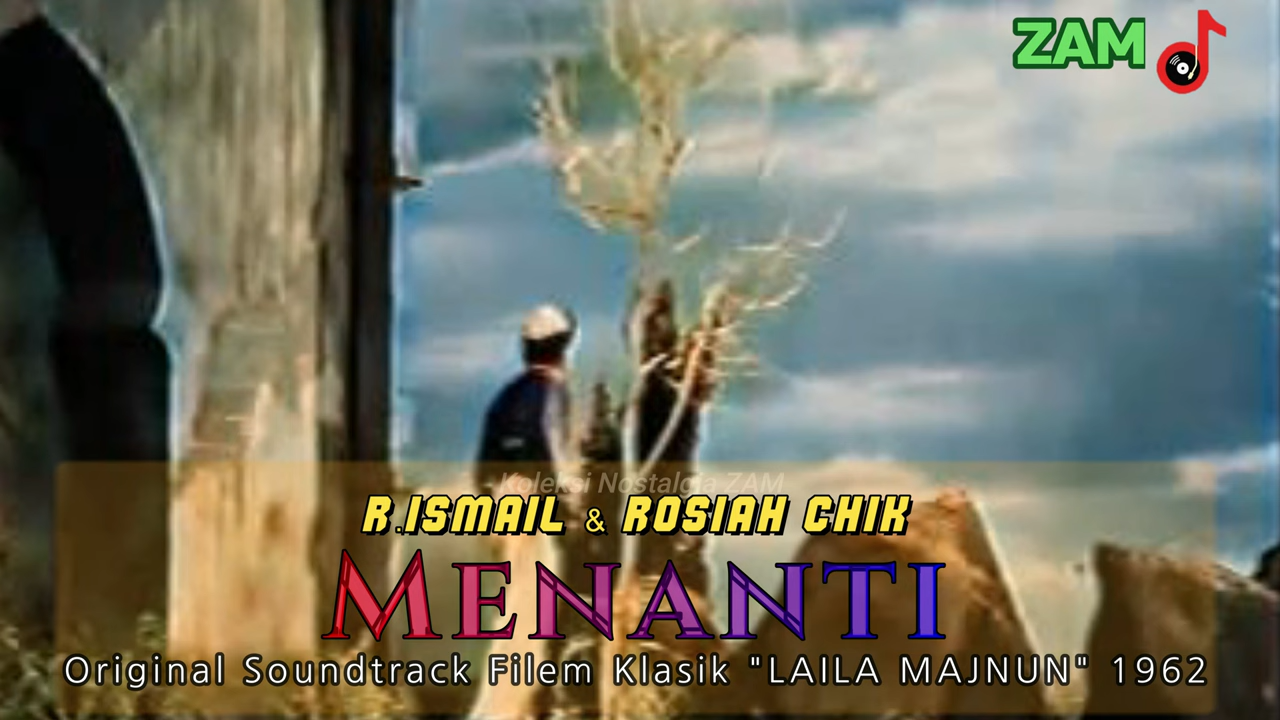 ZAM
Koleksi Nostalgia ZAM
R.ISMAIL & ROSIAH CHIK
MENANTI
Original Soundtrack Filem Klasik "LAILA MAJNUN" 1962